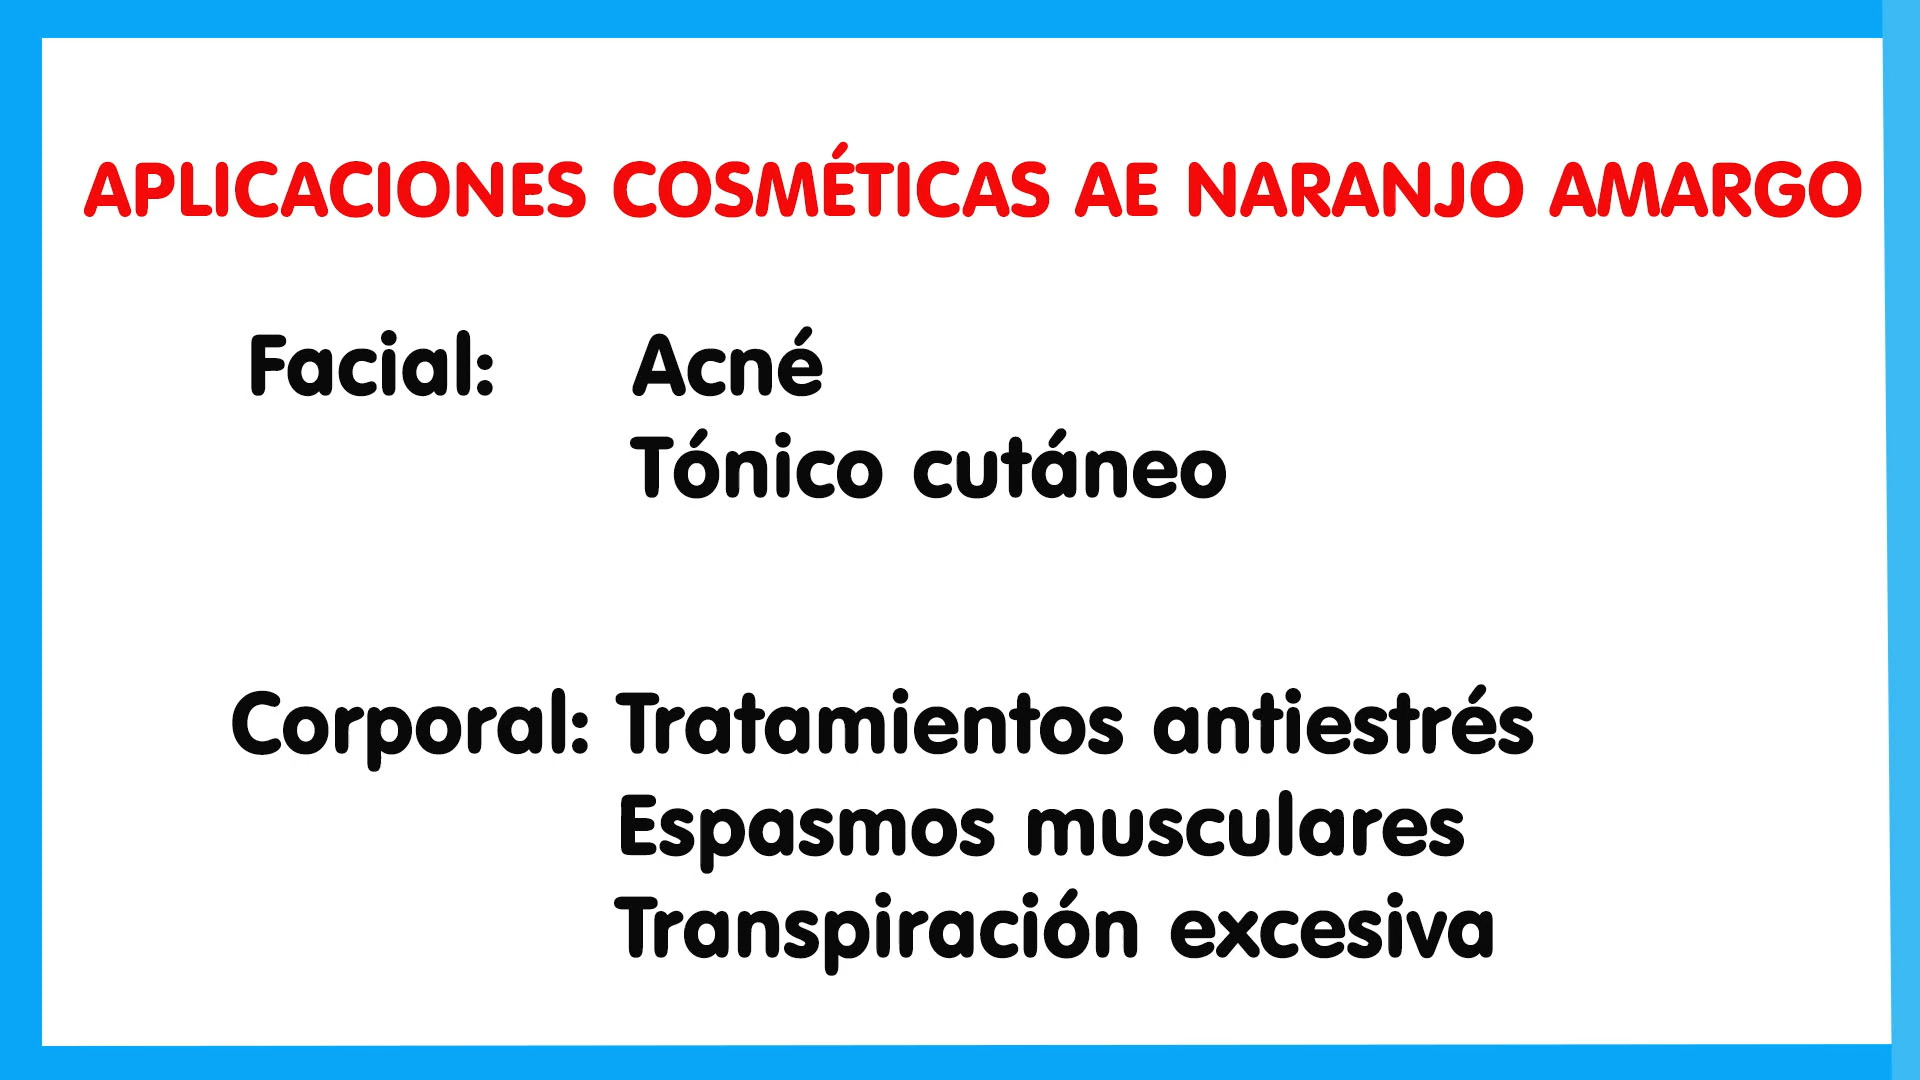 APLICACIONES COSMÉTICAS AE NARANJO AMARGO
Facial: Acné
Tónico cutáneo
Corporal: Tratamientos antiestrés
Espasmos musculares
Transpiración excesiva